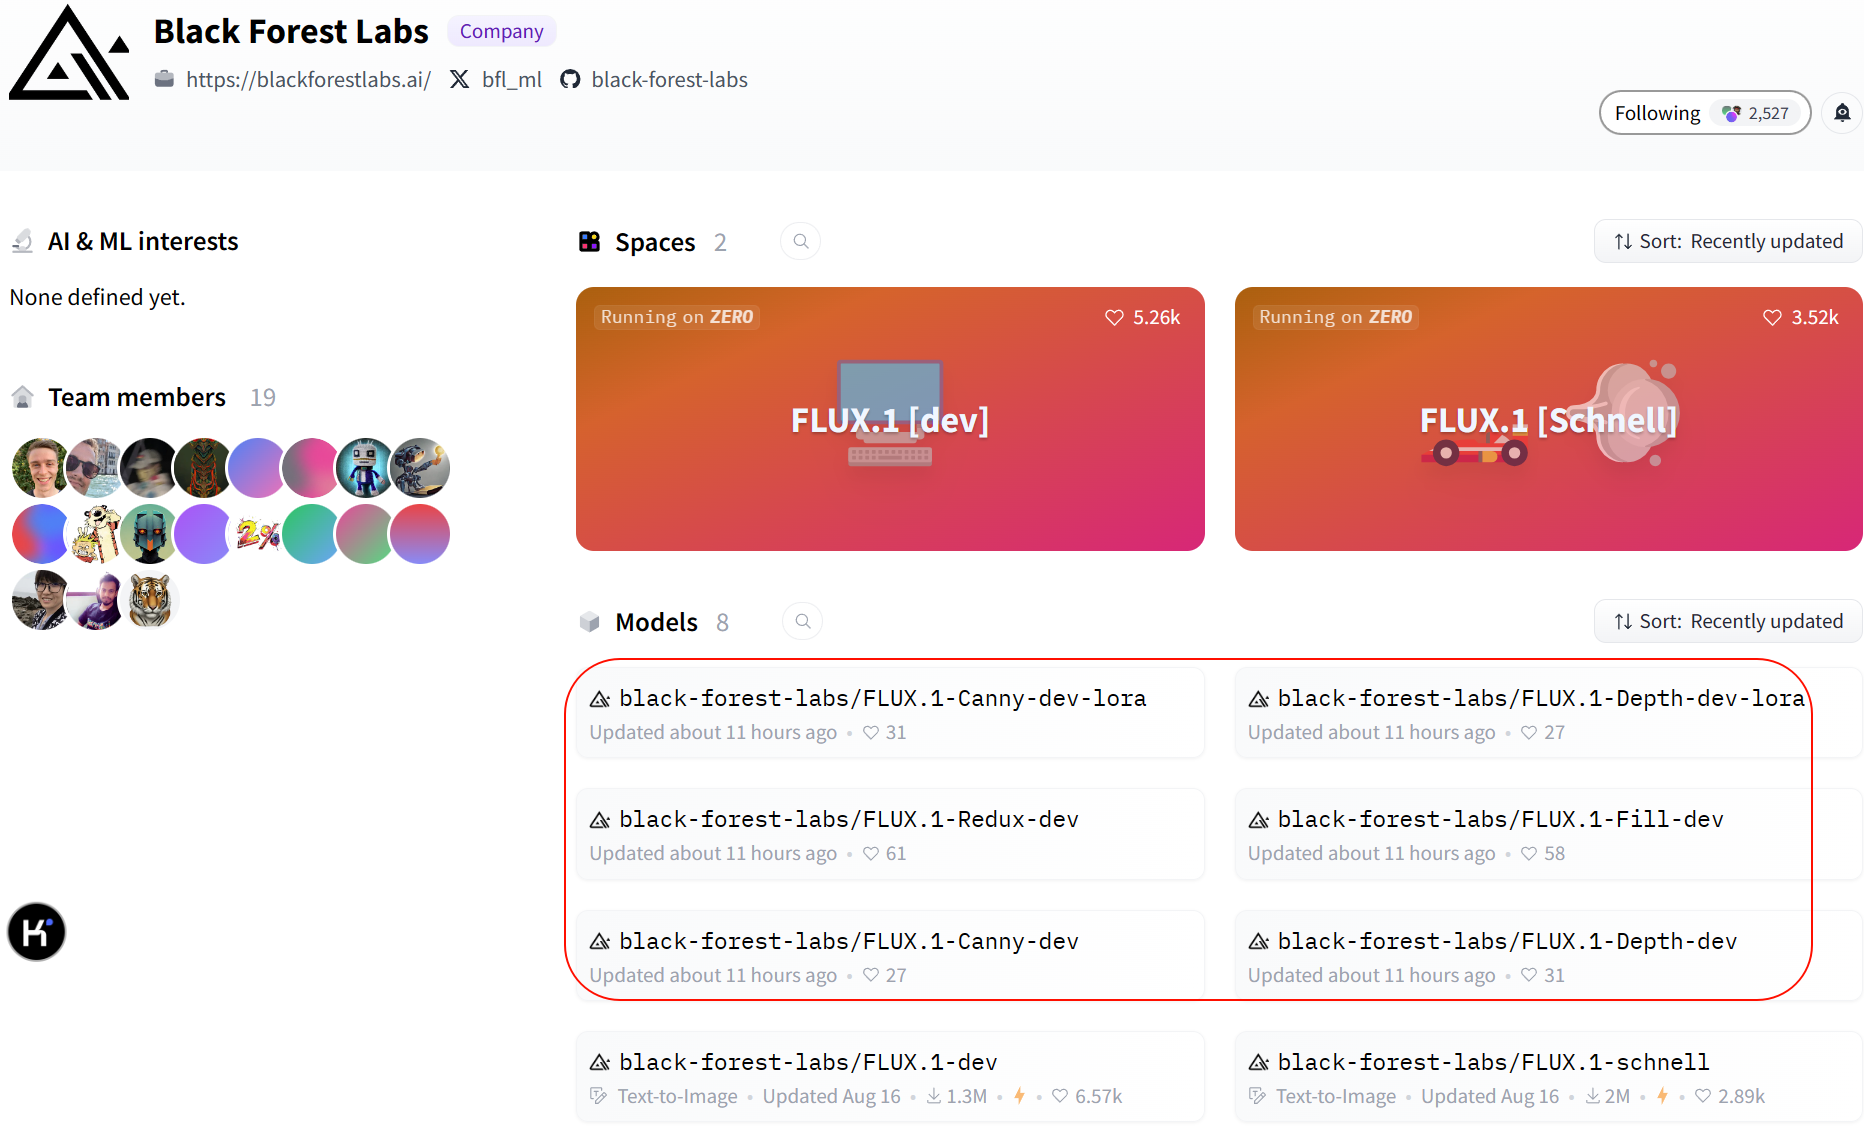 Black Forest Labs Company
https://blackforestlabs.ai/ bfl_ml black-forest-labs
Following 2,527
AI & ML interests
None defined yet.
Team members 19
2%
Spaces 2
Sort: Recently updated
Running on ZERO 5.26k
FLUX.1 [dev]
Running on ZERO 3.52k
FLUX.1 [Schnell]
Models 8
Sort: Recently updated
black-forest-labs/FLUX.1-Canny-dev-lora
Updated about 11 hours ago • 31
black-forest-labs/FLUX.1-Depth-dev-lora
Updated about 11 hours ago • 27
black-forest-labs/FLUX.1-Redux-dev
Updated about 11 hours ago • 61
black-forest-labs/FLUX.1-Fill-dev
Updated about 11 hours ago • 58
black-forest-labs/FLUX.1-Canny-dev
Updated about 11 hours ago • 27
black-forest-labs/FLUX.1-Depth-dev
Updated about 11 hours ago • 31
black-forest-labs/FLUX.1-dev
Text-to-Image • Updated Aug 16 • 1.3M • • 6.57k
black-forest-labs/FLUX.1-schnell
Text-to-Image • Updated Aug 16 • 2M • • 2.89k
K